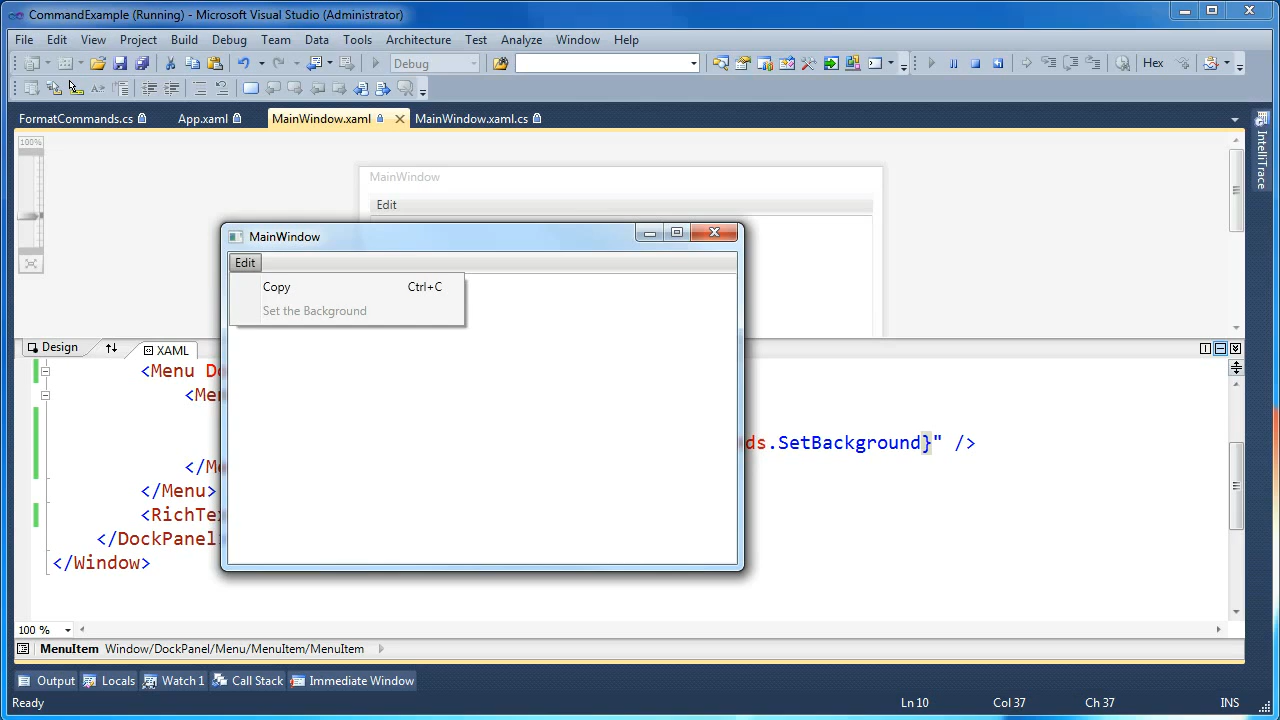 CommandExample (Running) - Microsoft Visual Studio (Administrator)
File Edit View Project Build Debug Team Data Tools Architecture Test Analyze Window Help
Debug
Hex
FormatCommands.cs App.xaml MainWindow.xaml MainWindow.xaml.cs
IntelliTrace
100%
MainWindow
Edit
MainWindow
Edit
Copy Ctrl+C
Set the Background
Design XAML
<Menu Do
<Me
ds.SetBackground}" />
</Me
</Menu>
<RichTe
</DockPanel
</Window>
100 %
MenuItem Window/DockPanel/Menu/MenuItem/MenuItem
Output Locals Watch 1 Call Stack Immediate Window
Ready Ln 10 Col 37 Ch 37 INS